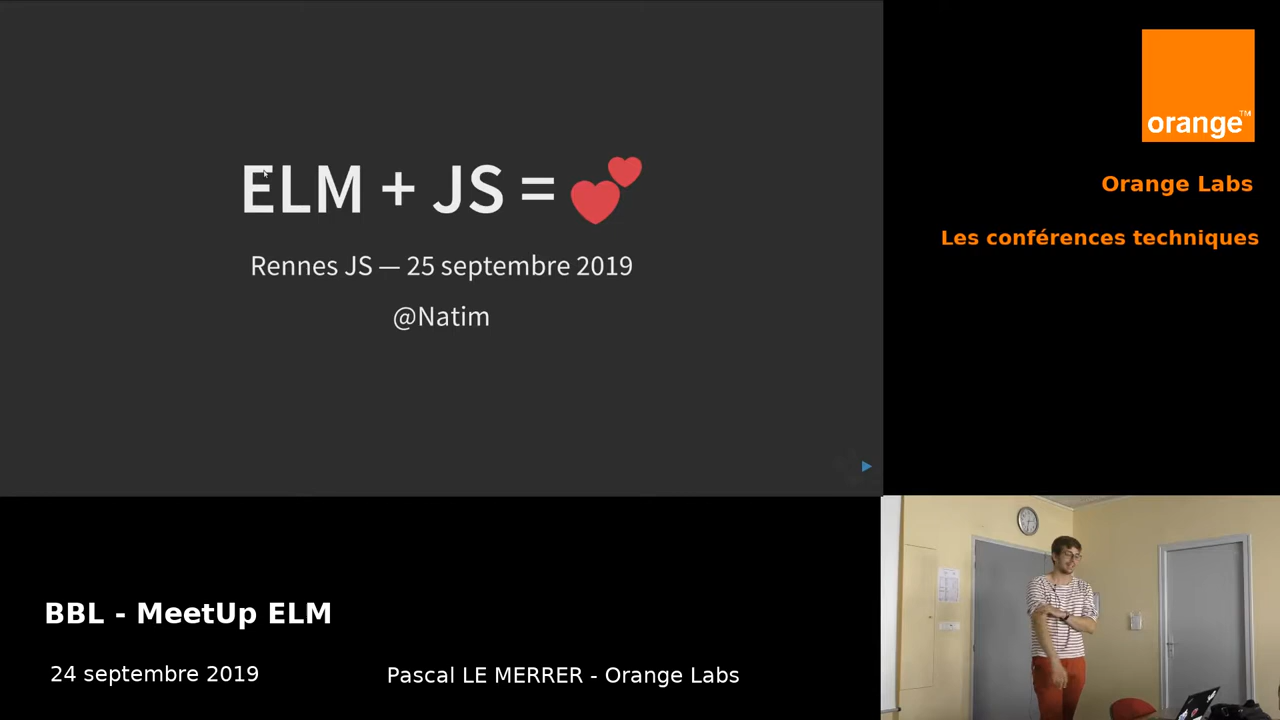 ELM + JS = 💕
Rennes JS — 25 septembre 2019
@Natim
orange™
Orange Labs
Les conférences techniques
BBL - MeetUp ELM
24 septembre 2019
Pascal LE MERRER - Orange Labs